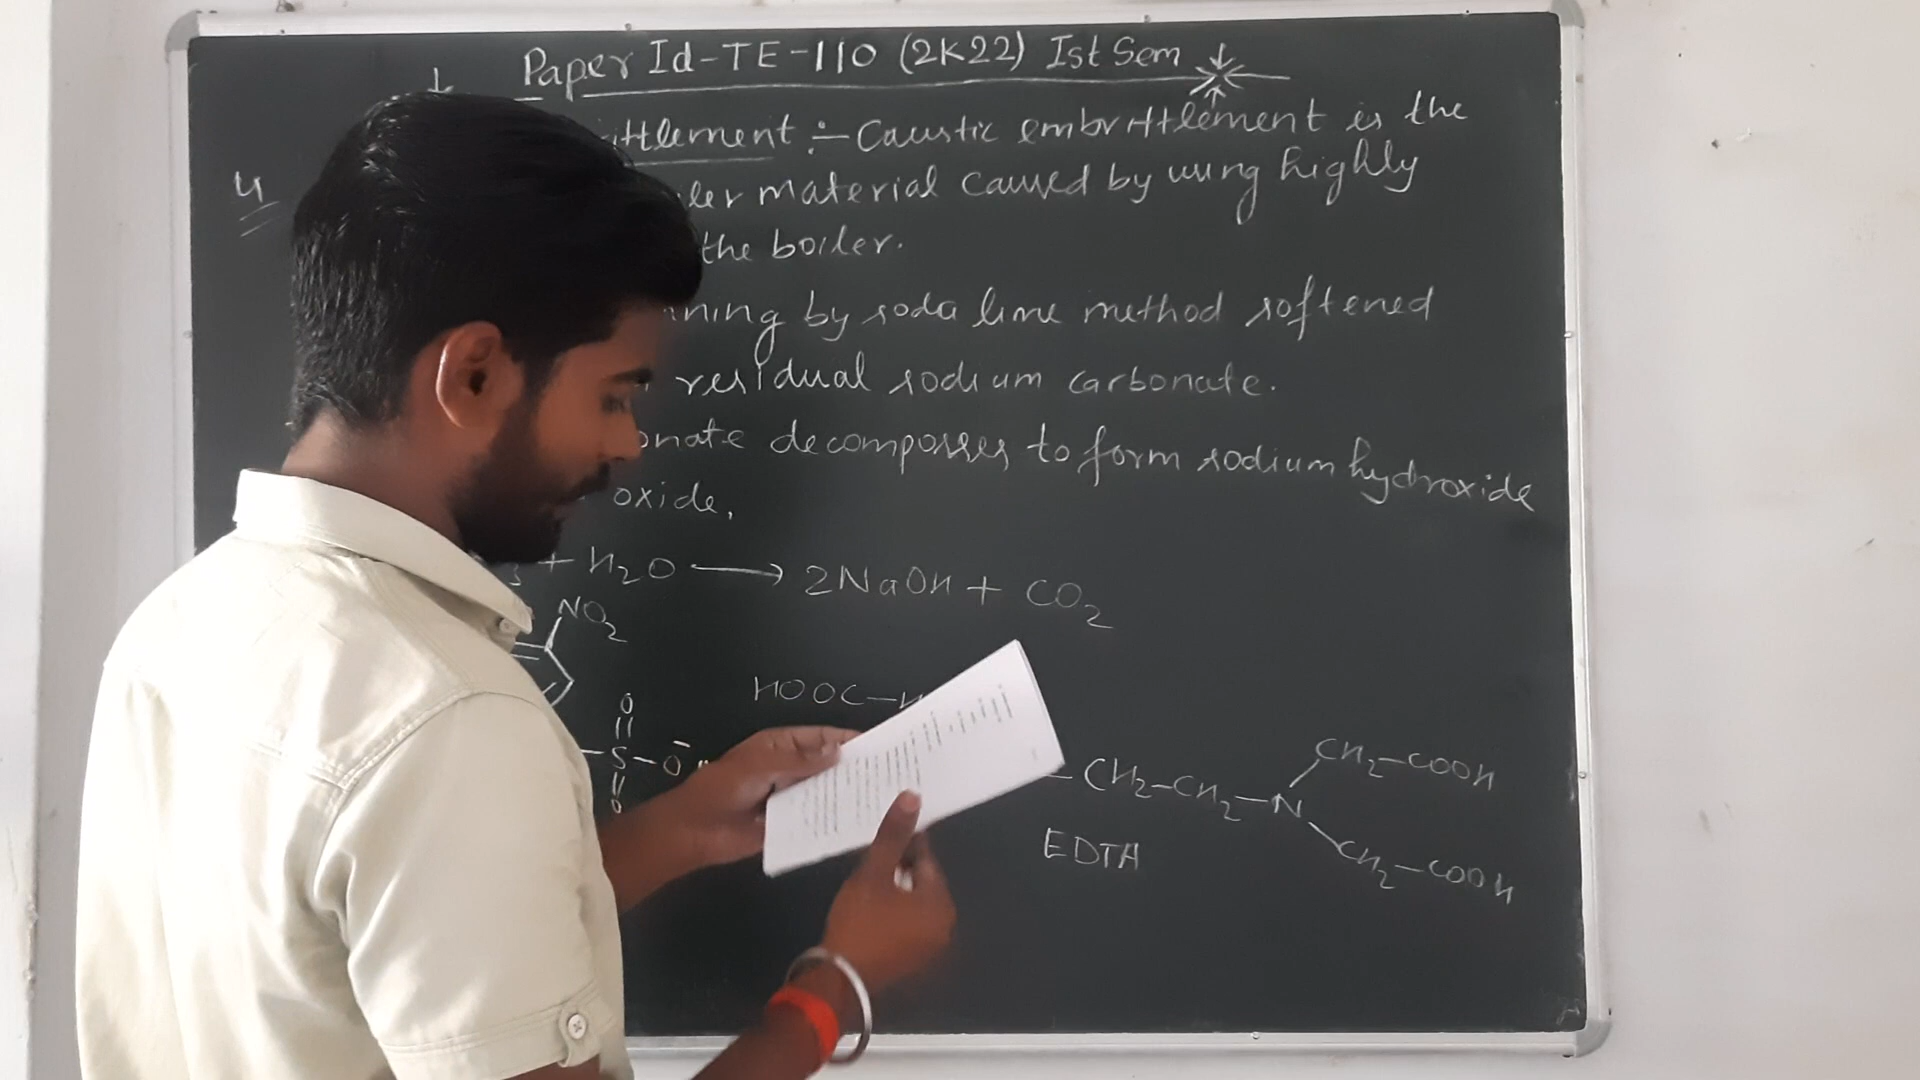 Paper Id-TE-110 (2K22) Ist Sem
ittlement :- Caustic embrittlement is the
4
ler material caused by using highly
the boiler.
ning by soda lime method softened
residual sodium carbonate.
onate decomposes to form sodium hydroxide
oxide,
3 + H2O ⟶ 2NaOH + CO2
NO2
HOOC-H
O
-S-O-
O
-CH2-CH2-N
CH2-COOH
CH2-COOH
EDTA